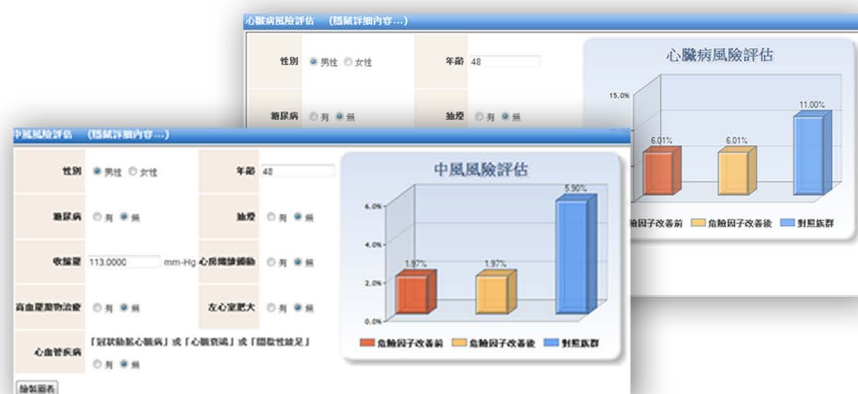 心臟病風險評估 (隱藏詳細內容...)
性別 男性 女性 年齡 48
糖尿病 有 無 抽煙 有 無
心臟病風險評估
15.0%
11.00%
6.01% 6.01%
險因子改善前 危險因子改善後 對照族群
中風風險評估 (隱藏詳細內容...)
性別 男性 女性 年齡 48
糖尿病 有 無 抽煙 有 無
收縮壓 113.0000 mm-Hg 心房纖維顫動 有 無
高血壓藥物治療 有 無 左心室肥大 有 無
心血管疾病 「冠狀動脈心臟病」或「心臟衰竭」或「間歇性跛足」
有 無
繪製圖表
中風風險評估
6.0%
5.90%
4.0%
1.97% 1.97%
2.0%
0.0%
危險因子改善前 危險因子改善後 對照族群